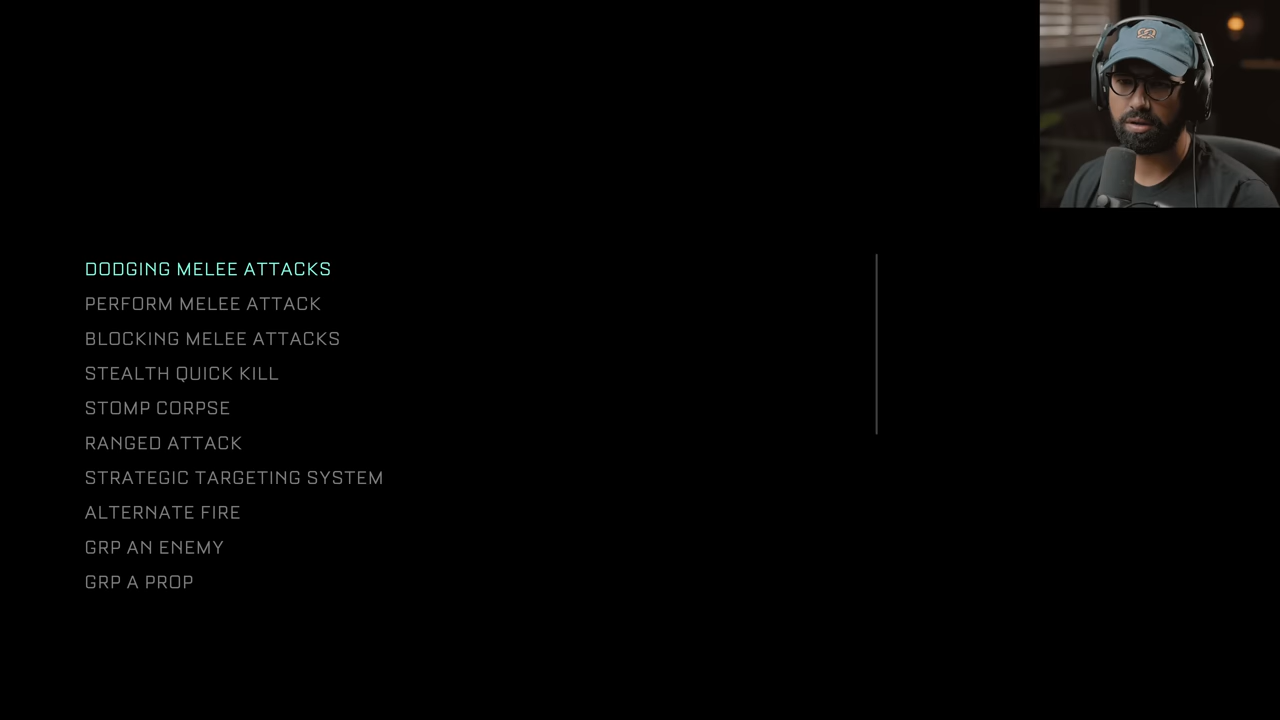 DODGING MELEE ATTACKS
PERFORM MELEE ATTACK
BLOCKING MELEE ATTACKS
STEALTH QUICK KILL
STOMP CORPSE
RANGED ATTACK
STRATEGIC TARGETING SYSTEM
ALTERNATE FIRE
GRP AN ENEMY
GRP A PROP